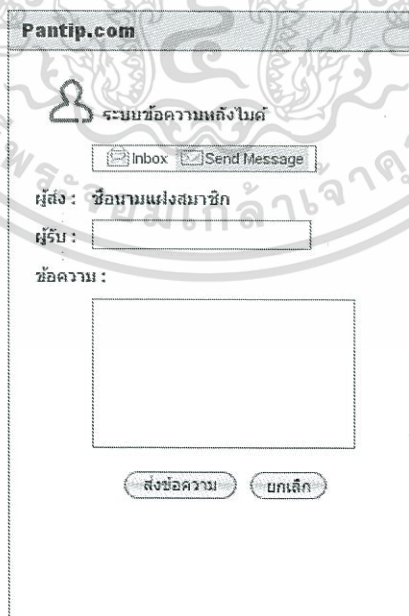 Pantip.com
ระบบข้อความหลังไมค์
Inbox Send Message
ผู้ส่ง : ชื่อนามแฝงสมาชิก
ผู้รับ :
ข้อความ :
ส่งข้อความ ยกเลิก